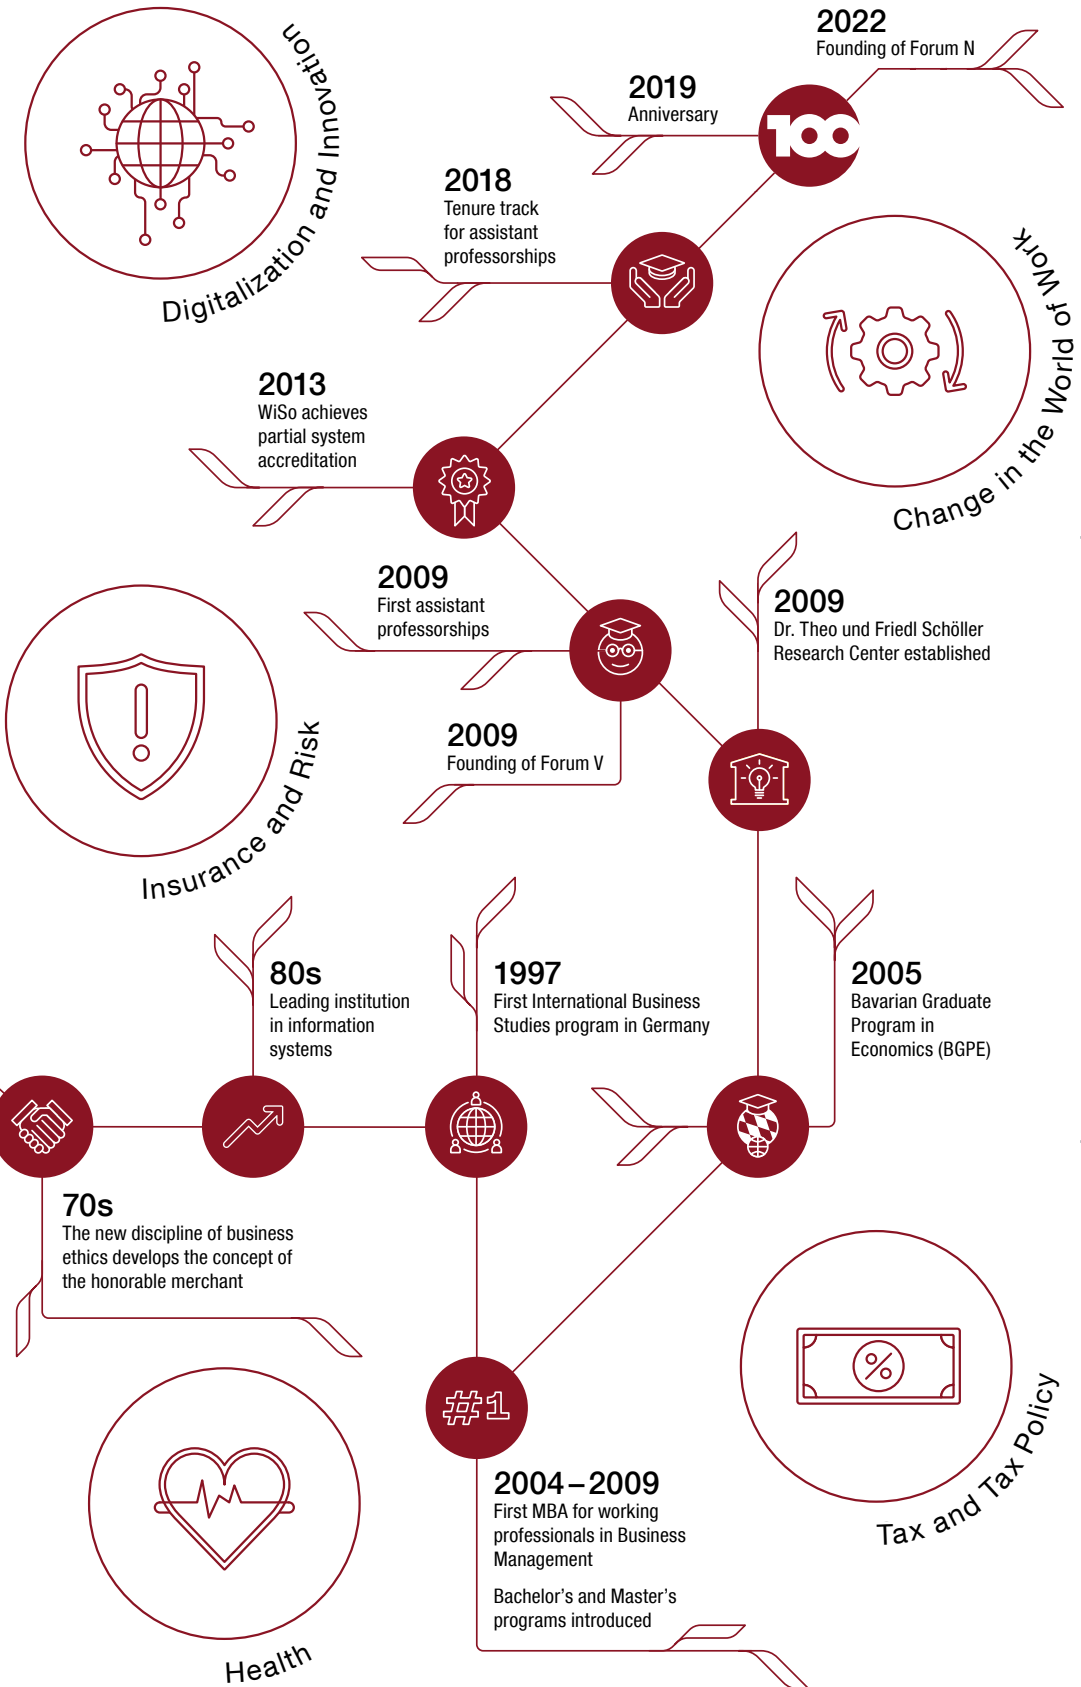 2022
Founding of Forum N
2019
Anniversary
100
Digitalization and Innovation
2018
Tenure track
for assistant
professorships
Change in the World of Work
2013
WiSo achieves
partial system
accreditation
2009
First assistant
professorships
2009
Dr. Theo und Friedl Schöller
Research Center established
Insurance and Risk
2009
Founding of Forum V
80s
Leading institution
in information
systems
1997
First International Business
Studies program in Germany
2005
Bavarian Graduate
Program in
Economics (BGPE)
70s
The new discipline of business
ethics develops the concept of
the honorable merchant
#1
2004–2009
First MBA for working
professionals in Business
Management
Bachelor’s and Master’s
programs introduced
Tax and Tax Policy
%
Health